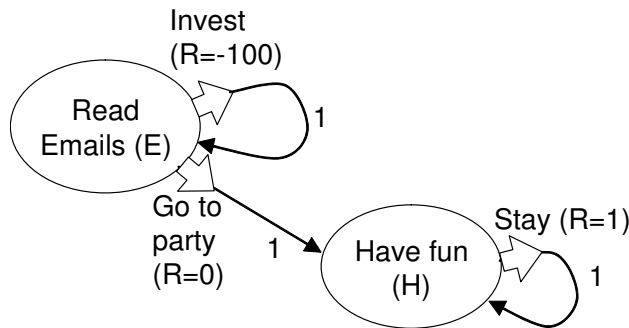 Invest
(R=-100)
Read
Emails (E)
1
Go to
party
(R=0)
1
Have fun
(H)
Stay (R=1)
1